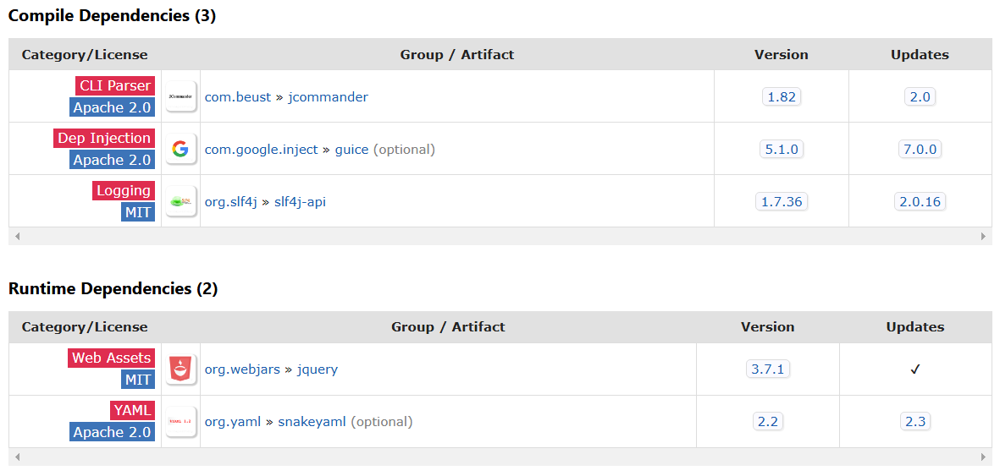 Compile Dependencies (3)
Category/License Group / Artifact Version Updates
CLI Parser
Apache 2.0
JCommander
com.beust » jcommander 1.82 2.0
Dep Injection
Apache 2.0
G
com.google.inject » guice (optional) 5.1.0 7.0.0
Logging
MIT
org.slf4j » slf4j-api 1.7.36 2.0.16
Runtime Dependencies (2)
Category/License Group / Artifact Version Updates
Web Assets
MIT
org.webjars » jquery 3.7.1 ✓
YAML
Apache 2.0
org.yaml » snakeyaml (optional) 2.2 2.3